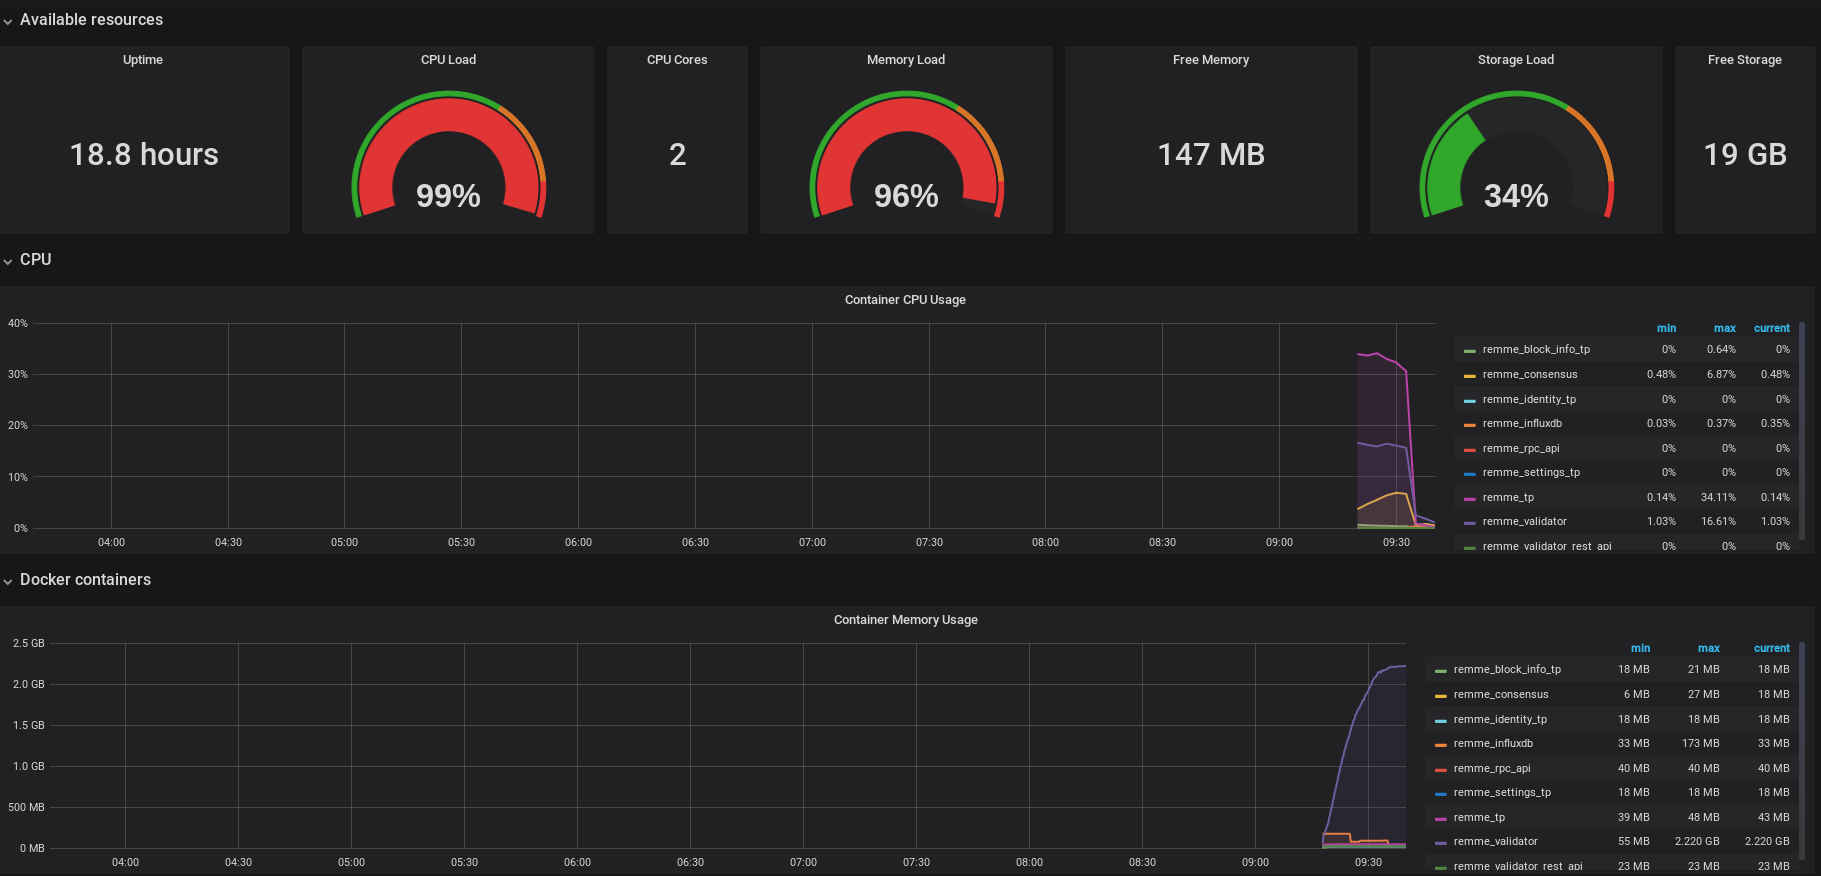 Available resources
Uptime
CPU Load
CPU Cores
Memory Load
Free Memory
Storage Load
Free Storage
18.8 hours
99%
2
96%
147 MB
34%
19 GB
CPU
Container CPU Usage
40%
30%
20%
10%
0%
04:00 04:30 05:00 05:30 06:00 06:30 07:00 07:30 08:00 08:30 09:00 09:30
min max current
remme_block_info_tp 0% 0.64% 0%
remme_consensus 0.48% 6.87% 0.48%
remme_identity_tp 0% 0% 0%
remme_influxdb 0.03% 0.37% 0.35%
remme_rpc_api 0% 0% 0%
remme_settings_tp 0% 0% 0%
remme_tp 0.14% 34.11% 0.14%
remme_validator 1.03% 16.61% 1.03%
remme_validator_rest_api 0% 0% 0%
Docker containers
Container Memory Usage
2.5 GB
2.0 GB
1.5 GB
1.0 GB
500 MB
0 MB
04:00 04:30 05:00 05:30 06:00 06:30 07:00 07:30 08:00 08:30 09:00 09:30
min max current
remme_block_info_tp 18 MB 21 MB 18 MB
remme_consensus 6 MB 27 MB 18 MB
remme_identity_tp 18 MB 18 MB 18 MB
remme_influxdb 33 MB 173 MB 33 MB
remme_rpc_api 40 MB 40 MB 40 MB
remme_settings_tp 18 MB 18 MB 18 MB
remme_tp 39 MB 48 MB 43 MB
remme_validator 55 MB 2.220 GB 2.220 GB
remme_validator_rest_api 23 MB 23 MB 23 MB